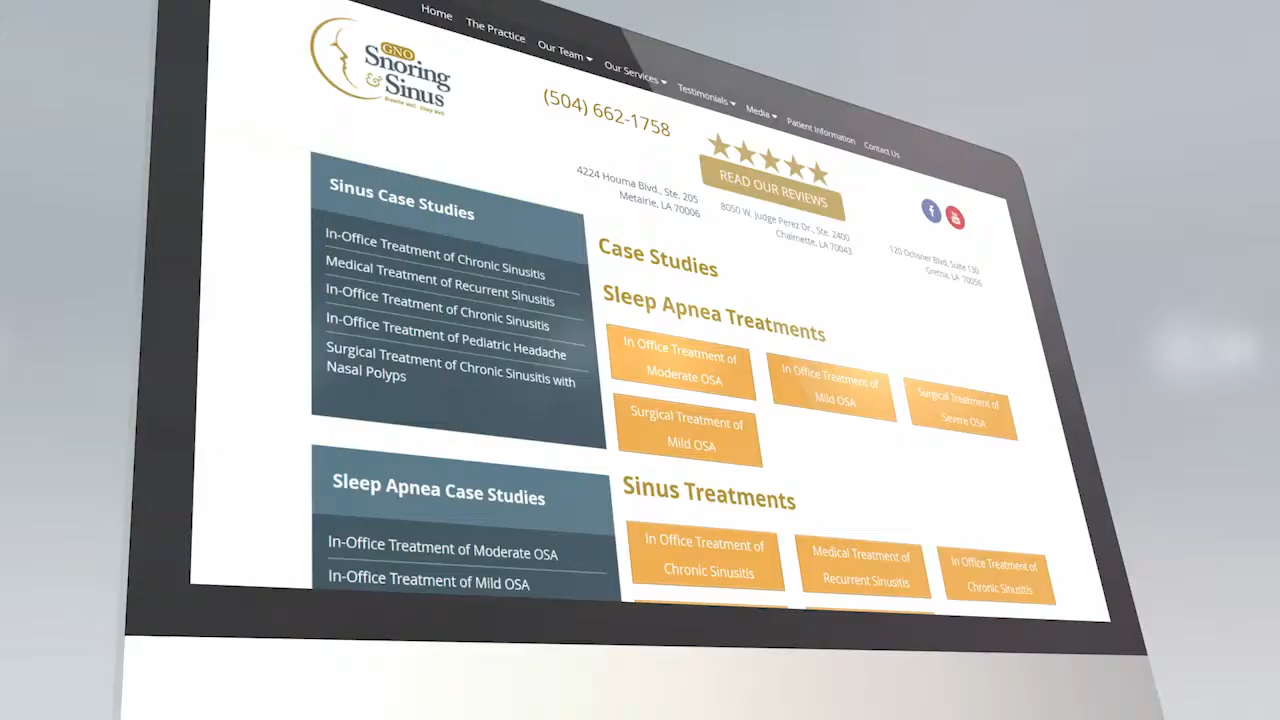 Home
The Practice
Our Team
Our Services
Testimonials
Media
Patient Information
Contact Us
GNO
Snoring
& Sinus
Breathe Well Sleep Well
(504) 662-1758
READ OUR REVIEWS
4224 Houma Blvd., Ste. 205
Metairie, LA 70006
8050 W. Judge Perez Dr., Ste. 2400
Chalmette, LA 70043
120 Ochsner Blvd, Suite 130
Gretna, LA 70056
Sinus Case Studies
In-Office Treatment of Chronic Sinusitis
Medical Treatment of Recurrent Sinusitis
In-Office Treatment of Chronic Sinusitis
In-Office Treatment of Pediatric Headache
Surgical Treatment of Chronic Sinusitis with
Nasal Polyps
Sleep Apnea Case Studies
In-Office Treatment of Moderate OSA
In-Office Treatment of Mild OSA
Case Studies
Sleep Apnea Treatments
In Office Treatment of
Moderate OSA
In Office Treatment of
Mild OSA
Surgical Treatment of
Severe OSA
Surgical Treatment of
Mild OSA
Sinus Treatments
In Office Treatment of
Chronic Sinusitis
Medical Treatment of
Recurrent Sinusitis
In Office Treatment of
Chronic Sinusitis